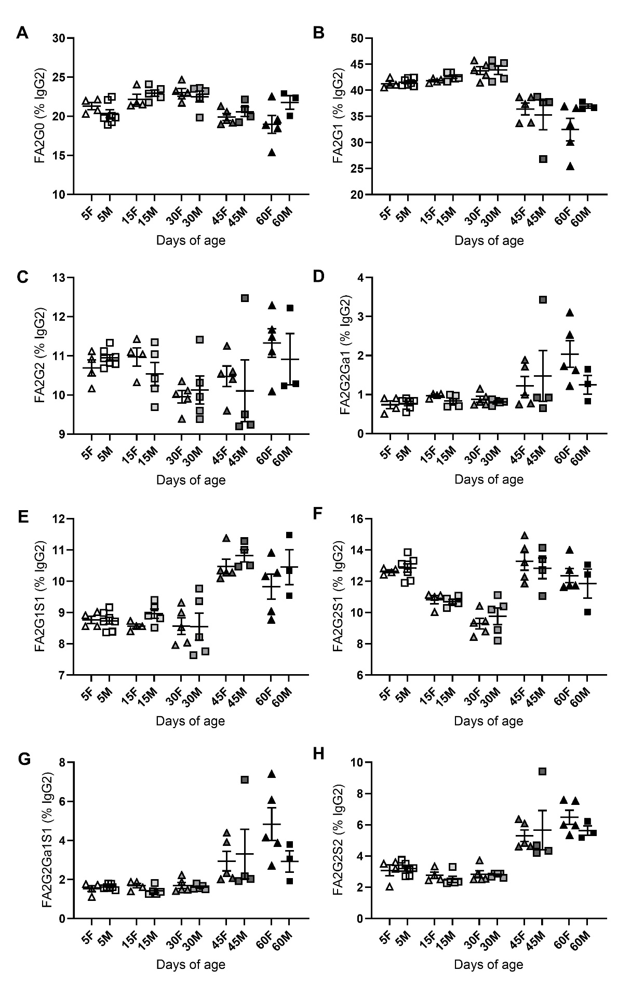 A
FA2G0 (% IgG2)
30
25
20
15
10
5F 5M 15F 15M 30F 30M 45F 45M 60F 60M
Days of age
B
FA2G1 (% IgG2)
50
45
40
35
30
25
20
5F 5M 15F 15M 30F 30M 45F 45M 60F 60M
Days of age
C
FA2G2 (% IgG2)
13
12
11
10
9
5F 5M 15F 15M 30F 30M 45F 45M 60F 60M
Days of age
D
FA2G2Ga1 (% IgG2)
4
3
2
1
0
5F 5M 15F 15M 30F 30M 45F 45M 60F 60M
Days of age
E
FA2G1S1 (% IgG2)
12
11
10
9
8
7
5F 5M 15F 15M 30F 30M 45F 45M 60F 60M
Days of age
F
FA2G2S1 (% IgG2)
16
14
12
10
8
6
5F 5M 15F 15M 30F 30M 45F 45M 60F 60M
Days of age
G
FA2G2Ga1S1 (% IgG2)
8
6
4
2
0
5F 5M 15F 15M 30F 30M 45F 45M 60F 60M
Days of age
H
FA2G2S2 (% IgG2)
10
8
6
4
2
0
5F 5M 15F 15M 30F 30M 45F 45M 60F 60M
Days of age